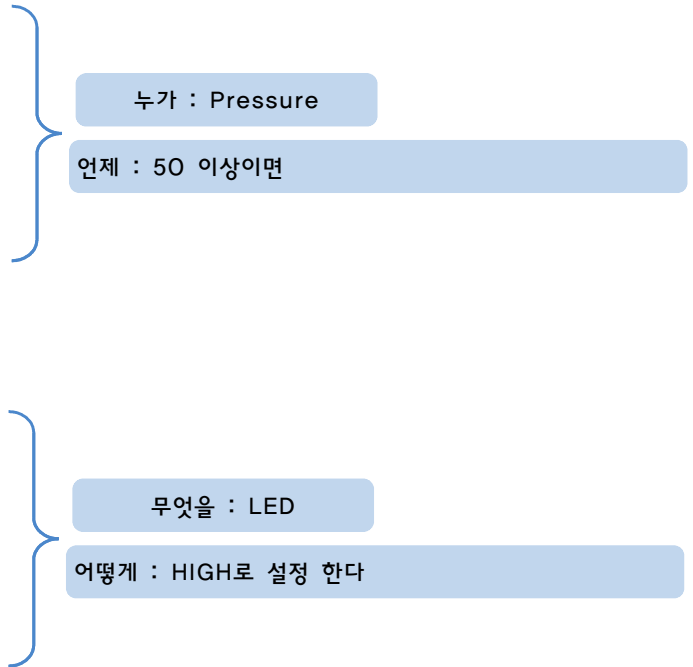 누가 : Pressure
언제 : 50 이상이면
무엇을 : LED
어떻게 : HIGH로 설정 한다